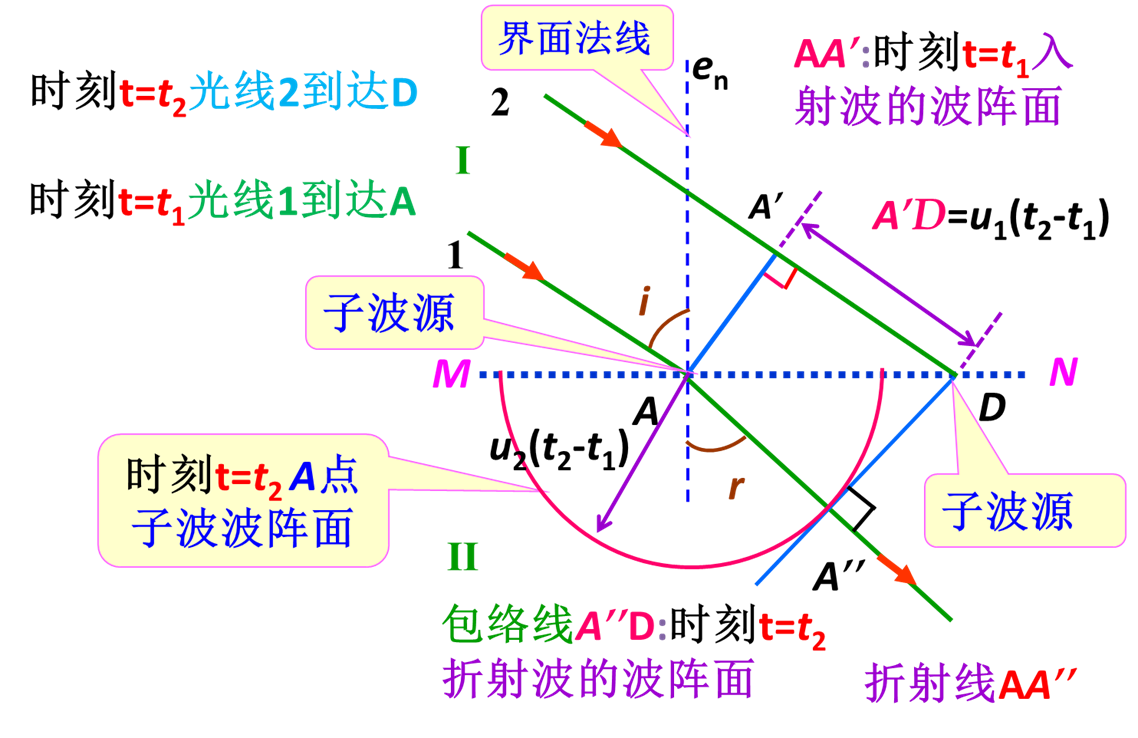 界面法线
e_n
AA′:时刻t=t₁入
射波的波阵面
时刻t=t₂光线2到达D
2
I
时刻t=t₁光线1到达A
A′
A′D=u₁(t₂-t₁)
1
i
子波源
M
N
A
D
u₂(t₂-t₁)
时刻t=t₂A点
子波波阵面
r
子波源
II
A′′
包络线A′′D:时刻t=t₂
折射波的波阵面
折射线AA′′